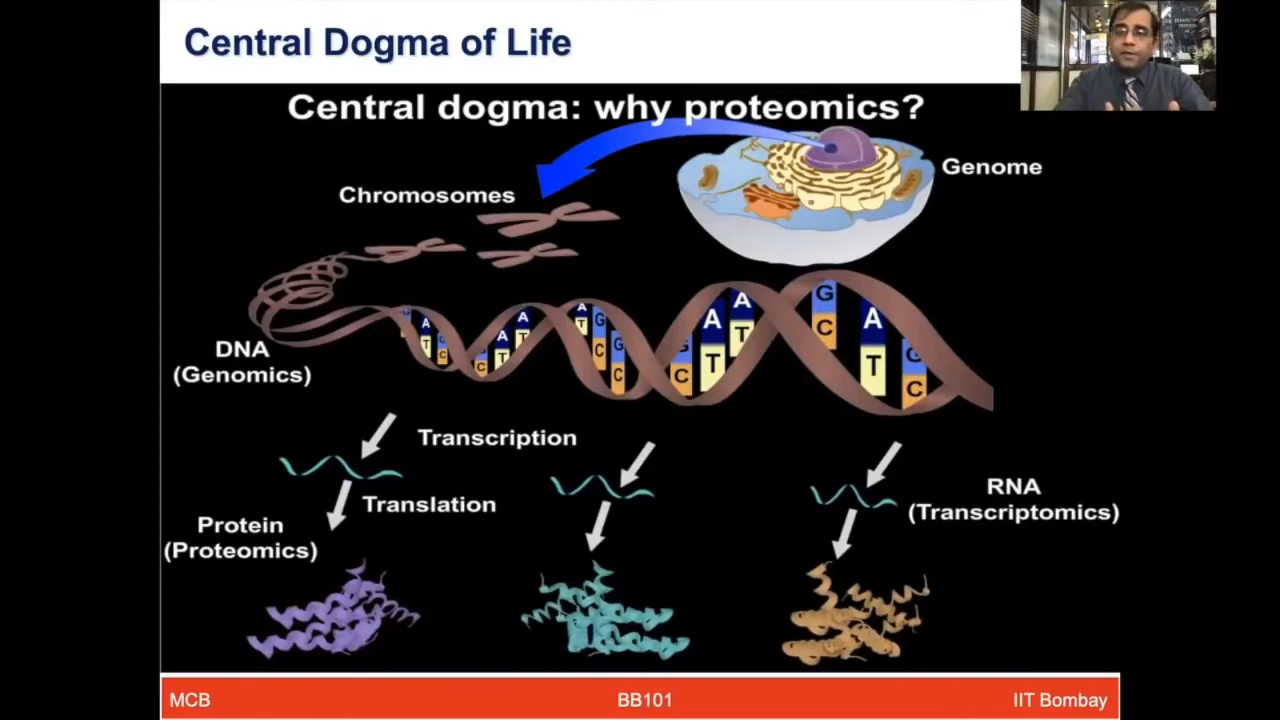 Central Dogma of Life
Central dogma: why proteomics?
Genome
Chromosomes
G
A
T
G
C
C
A
T
A
T
A
T
G
C
G
C
G
C
A
T
A
T
G
C
A
T
G
C
DNA
(Genomics)
Transcription
Translation
RNA
(Transcriptomics)
Protein
(Proteomics)
MCB
BB101
IIT Bombay